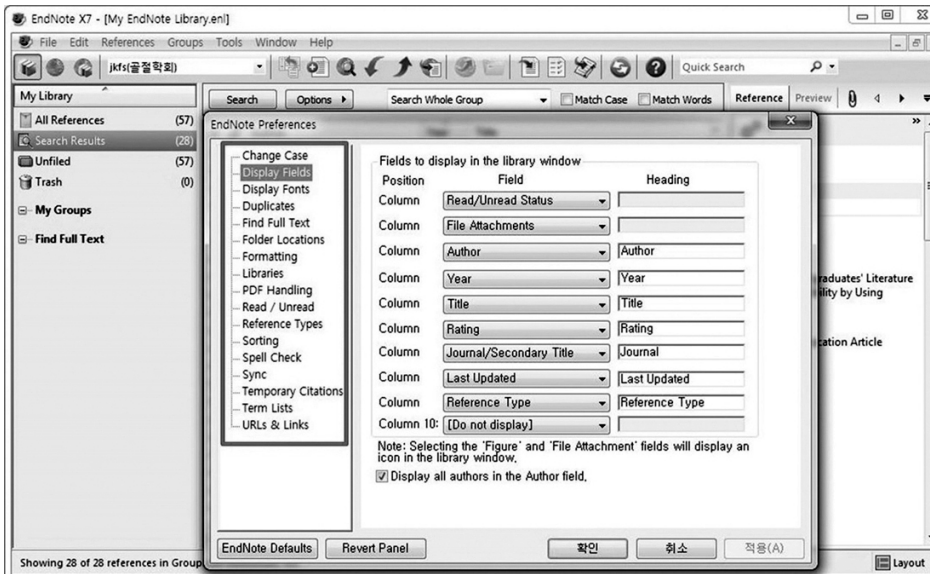 EndNote X7 - [My EndNote Library.enl]
File Edit References Groups Tools Window Help
jkfs(골절학회)
Quick Search
My Library
Search Options Search Whole Group Match Case Match Words Reference Preview
All References (57)
Search Results (28)
Unfiled (57)
Trash (0)
My Groups
Find Full Text
EndNote Preferences
Change Case
Display Fields
Display Fonts
Duplicates
Find Full Text
Folder Locations
Formatting
Libraries
PDF Handling
Read / Unread
Reference Types
Sorting
Spell Check
Sync
Temporary Citations
Term Lists
URLs & Links
Fields to display in the library window
Position Field Heading
Column Read/Unread Status
Column File Attachments
Column Author Author
Column Year Year
Column Title Title
Column Rating Rating
Column Journal/Secondary Title Journal
Column Last Updated Last Updated
Column Reference Type Reference Type
Column 10: [Do not display]
Note: Selecting the 'Figure' and 'File Attachment' fields will display an
icon in the library window.
Display all authors in the Author field.
EndNote Defaults Revert Panel 확인 취소 적용(A)
raduates' Literature
ility by Using
cation Article
Showing 28 of 28 references in Group
Layout